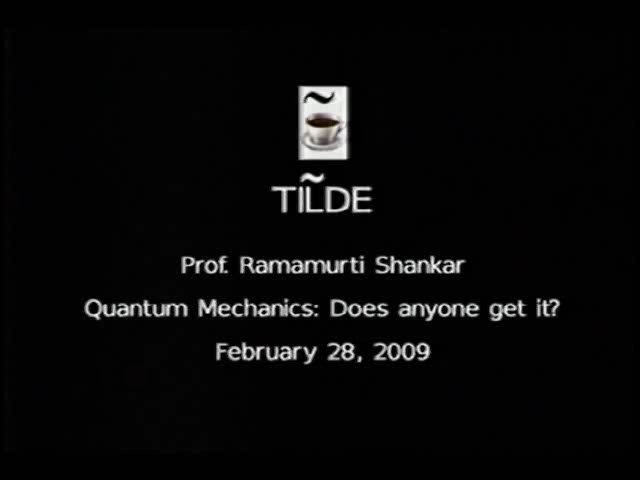 TILDE
Prof. Ramamurti Shankar
Quantum Mechanics: Does anyone get it?
February 28, 2009